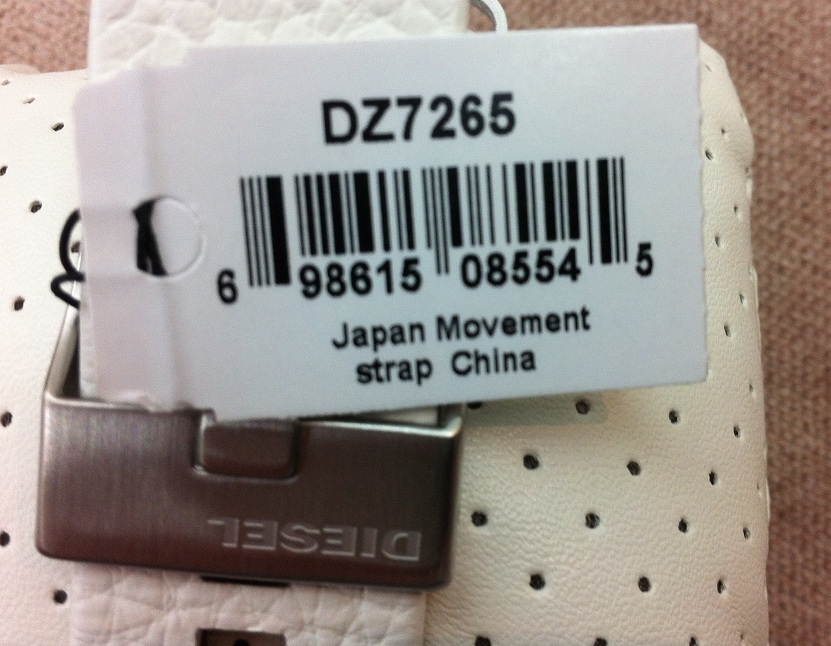 DZ7265
6 98615 08554 5
Japan Movement
strap China
DIESEL